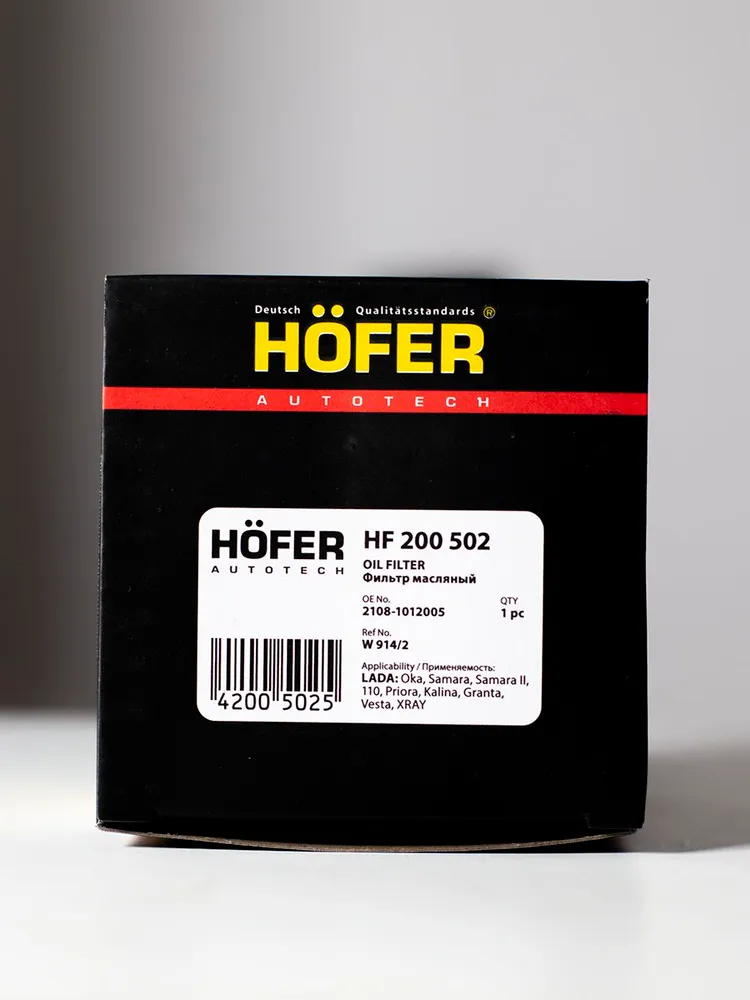 Deutsch Qualitätsstandards ®
HÖFER
AUTOTECH
HÖFER
AUTOTECH
HF 200 502
OIL FILTER
Фильтр масляный
OE No.
2108-1012005
QTY
1 pc
Ref No.
W 914/2
Applicability / Применяемость:
LADA: Oka, Samara, Samara II,
110, Priora, Kalina, Granta,
Vesta, XRAY
4200 5025